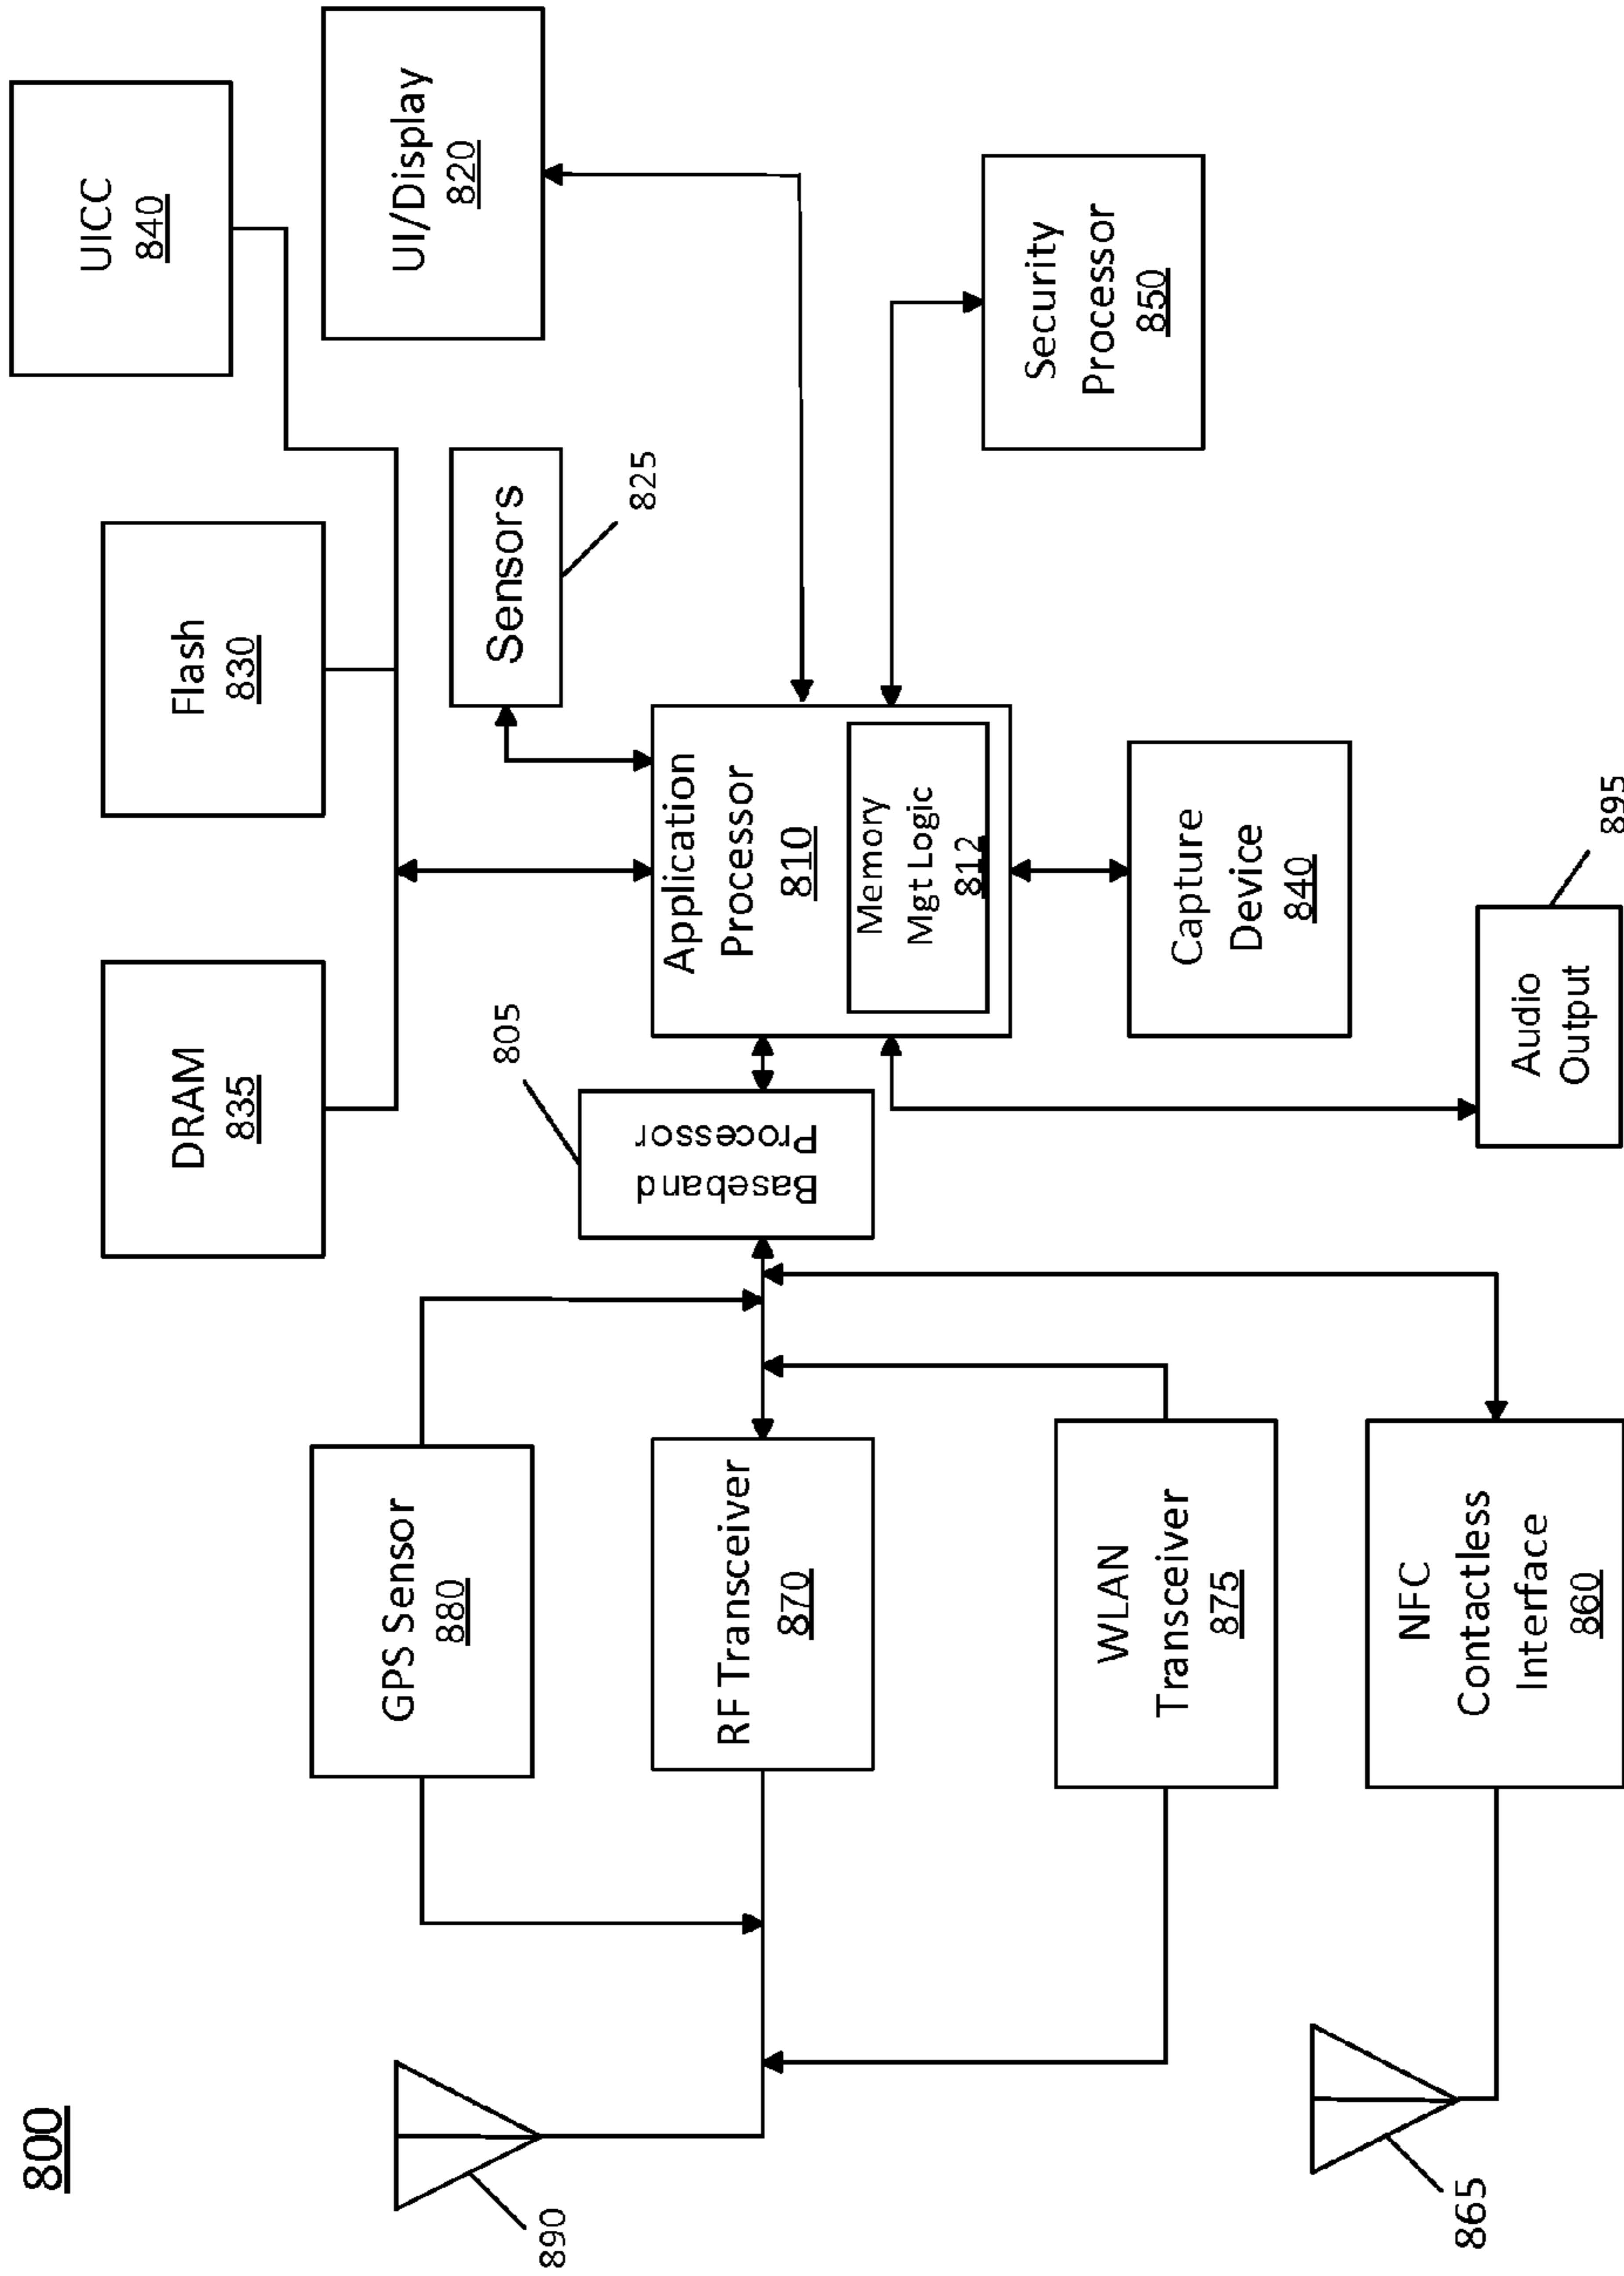 800
UICC
840
DRAM
835
Flash
830
UI/Display
820
GPS Sensor
880
Sensors
825
805
890
Baseband
Processor
RF Transceiver
870
Application
Processor
810
Memory
Mgt Logic
812
Security
Processor
850
WLAN
Transceiver
875
Capture
Device
840
NFC
Contactless
Interface
860
865
Audio
Output
895